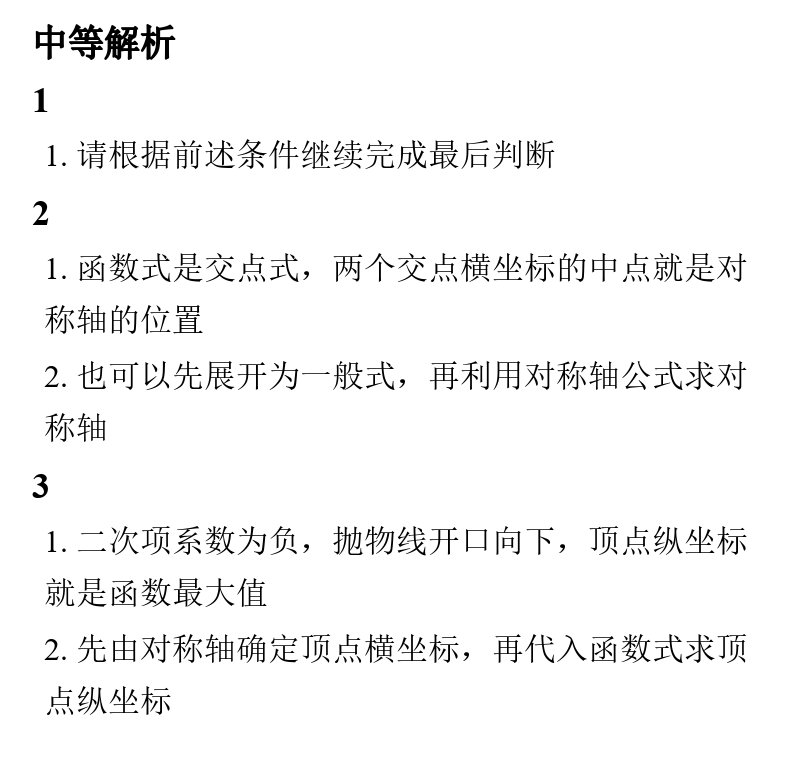 中等解析
1
1. 请根据前述条件继续完成最后判断
2
1. 函数式是交点式，两个交点横坐标的中点就是对
称轴的位置
2. 也可以先展开为一般式，再利用对称轴公式求对
称轴
3
1. 二次项系数为负，抛物线开口向下，顶点纵坐标
就是函数最大值
2. 先由对称轴确定顶点横坐标，再代入函数式求顶
点纵坐标